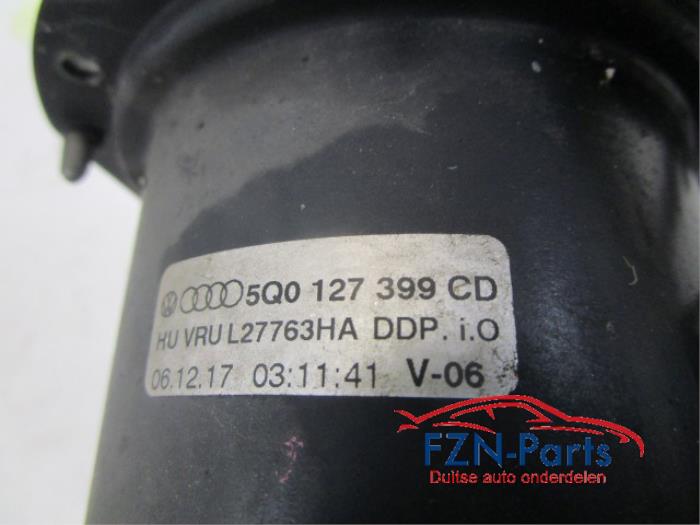 5Q0 127 399 CD
HU VRU L27763HA DDP. i.O
06.12.17 03:11:41 V-06
FZN-Parts
Duitse auto onderdelen